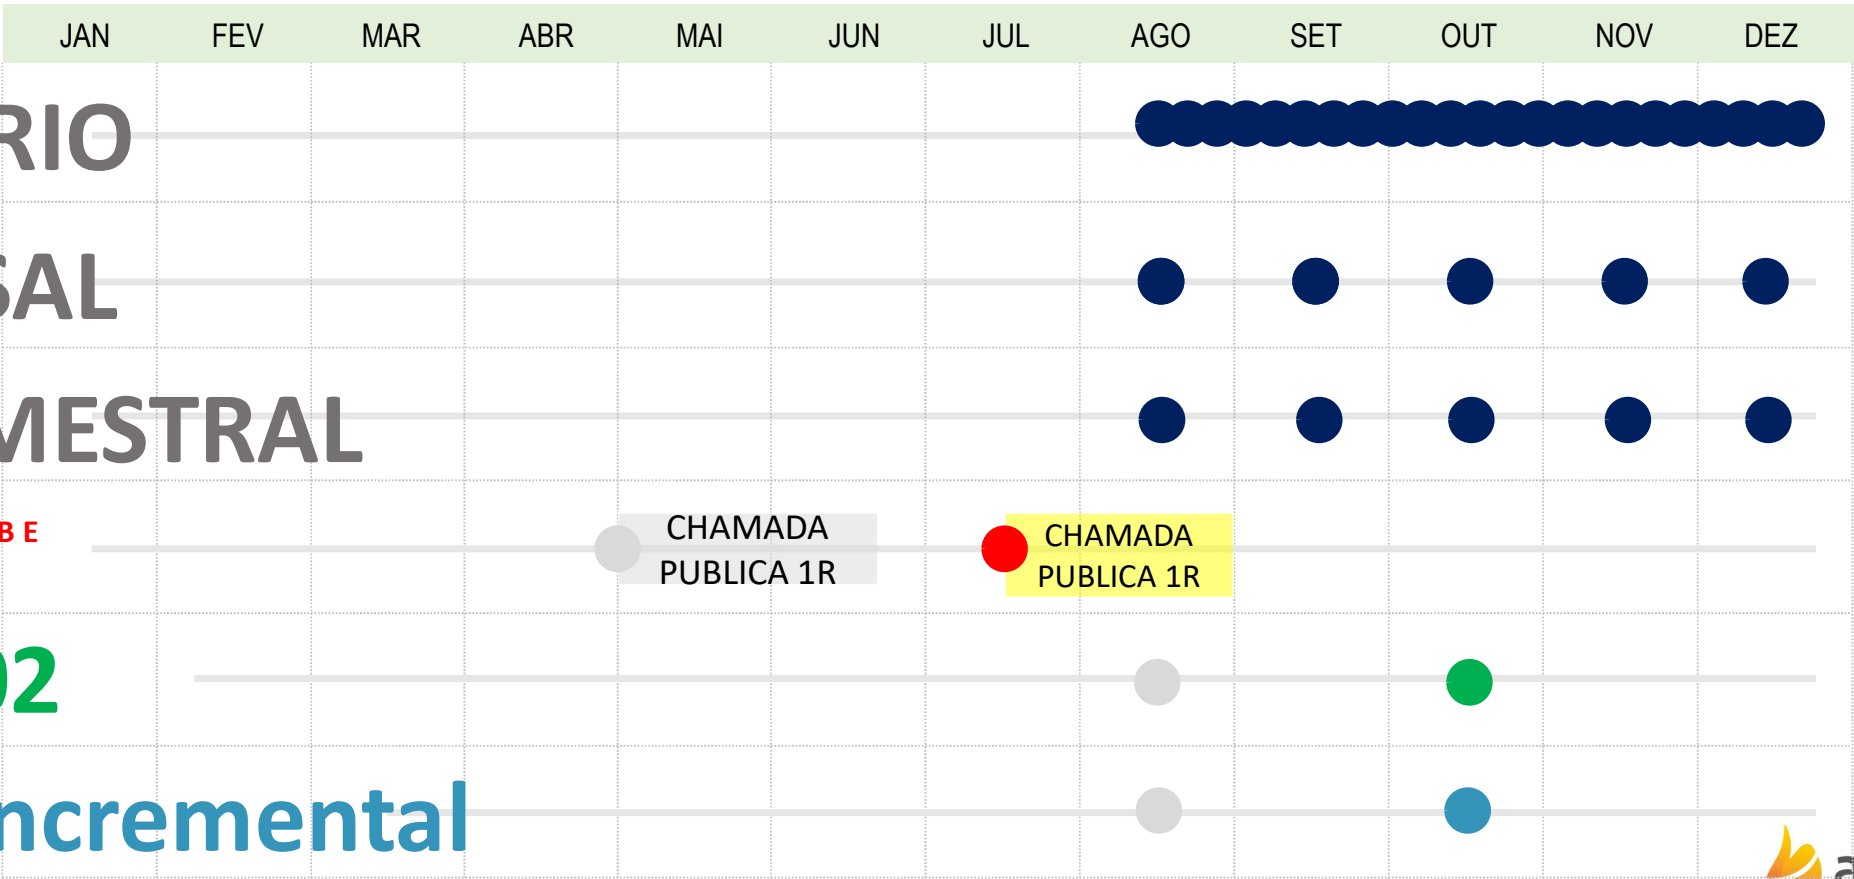 JAN FEV MAR ABR MAI JUN JUL AGO SET OUT NOV DEZ
RIO
SAL
MESTRAL
B E
CHAMADA
PUBLICA 1R
CHAMADA
PUBLICA 1R
02
ncremental
a